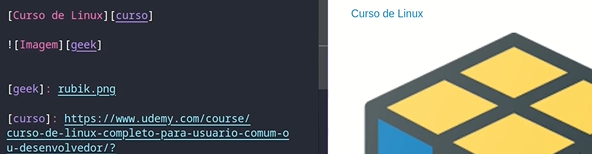 [Curso de Linux][curso]
![Imagem][geek]
[geek]: rubik.png
[curso]: https://www.udemy.com/course/
curso-de-linux-completo-para-usuario-comum-o
u-desenvolvedor/?
Curso de Linux